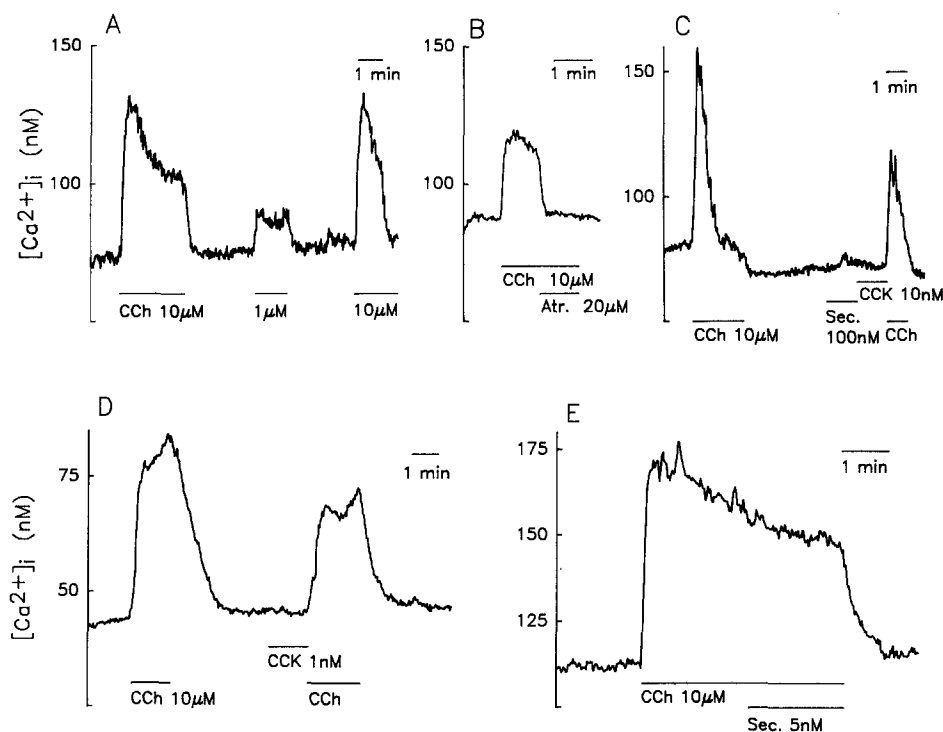 A
150
100
[Ca2+]i (nM)
1 min
CCh 10μM
1μM
10μM
B
150
100
1 min
CCh 10μM
Atr. 20μM
C
150
100
1 min
CCK 10nM
Sec.
100nM
CCh 10μM
CCh
D
75
50
[Ca2+]i (nM)
1 min
CCK 1nM
CCh 10μM
CCh
E
175
150
125
1 min
CCh 10μM
Sec. 5nM